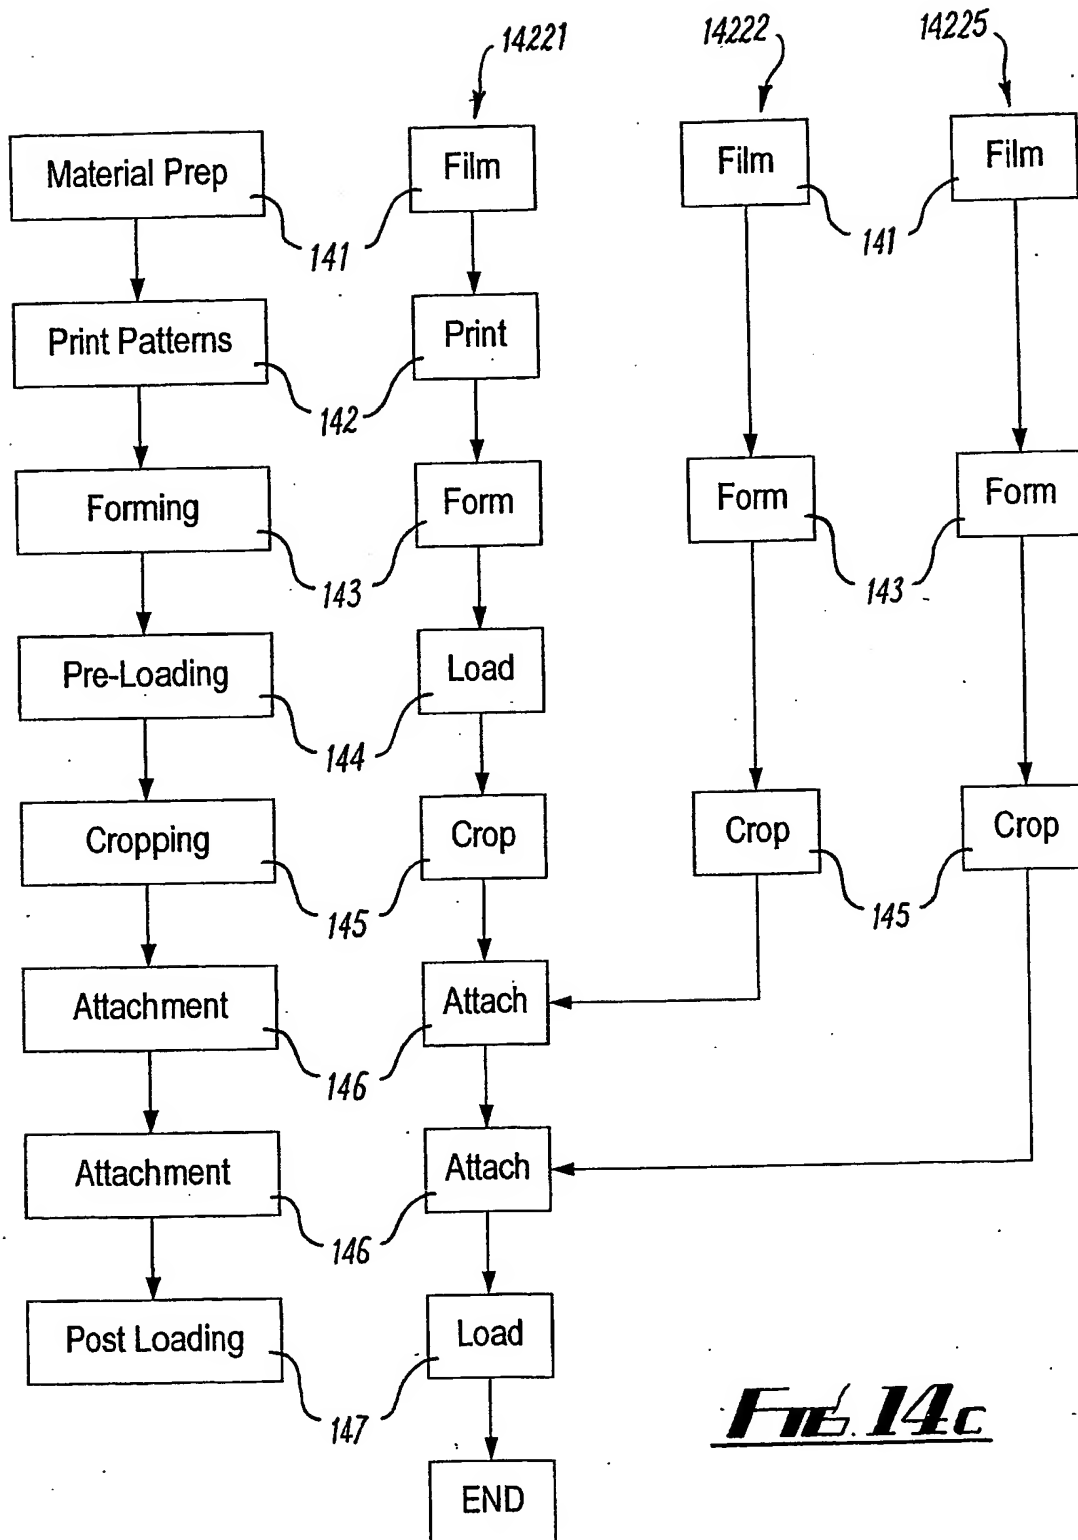 14221
14222
14225
Material Prep
Film
Film
Film
141
141
Print Patterns
Print
142
Forming
Form
Form
Form
143
143
Pre-Loading
Load
144
Cropping
Crop
Crop
Crop
145
145
Attachment
Attach
146
Attachment
Attach
146
Post Loading
Load
147
END
FIG. 14c